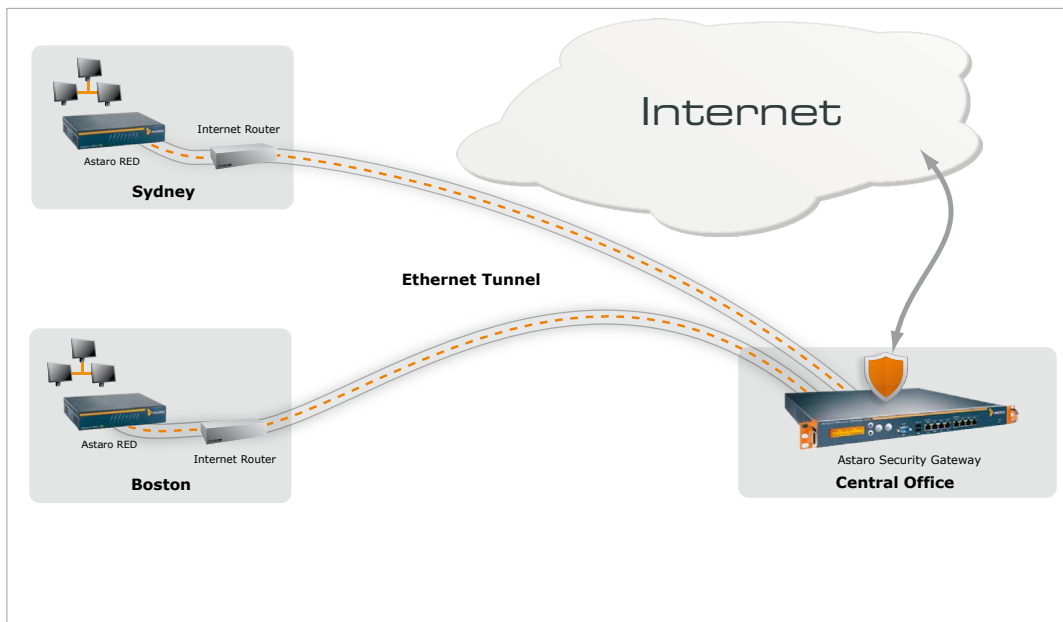 Internet
Internet Router
Astaro RED
Sydney
Ethernet Tunnel
Astaro RED
Internet Router
Boston
Astaro Security Gateway
Central Office